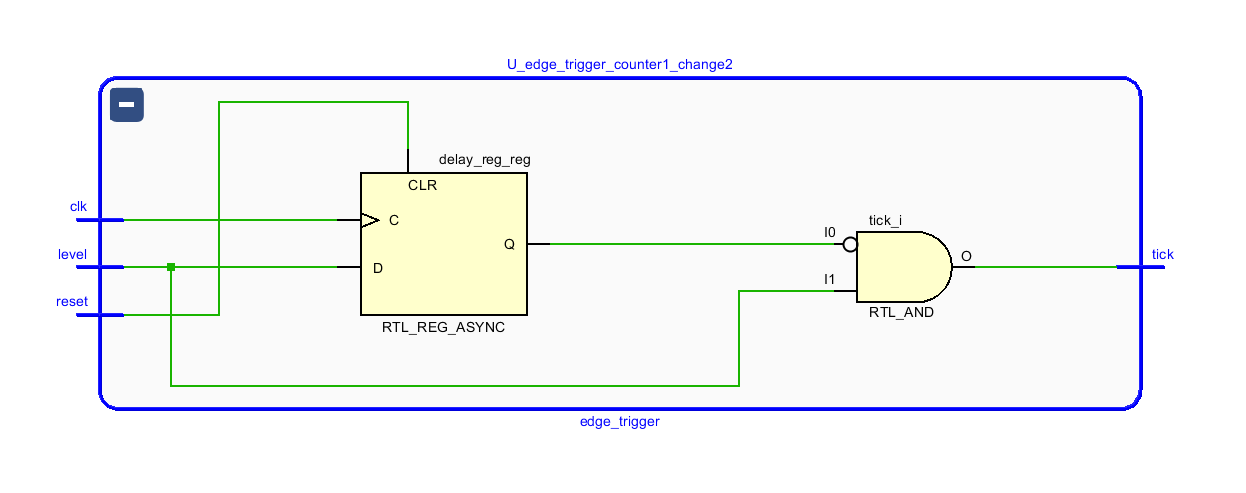 U_edge_trigger_counter1_change2
delay_reg_reg
CLR
clk
C
tick_i
I0
Q
level
D
O
tick
I1
reset
RTL_REG_ASYNC
RTL_AND
edge_trigger